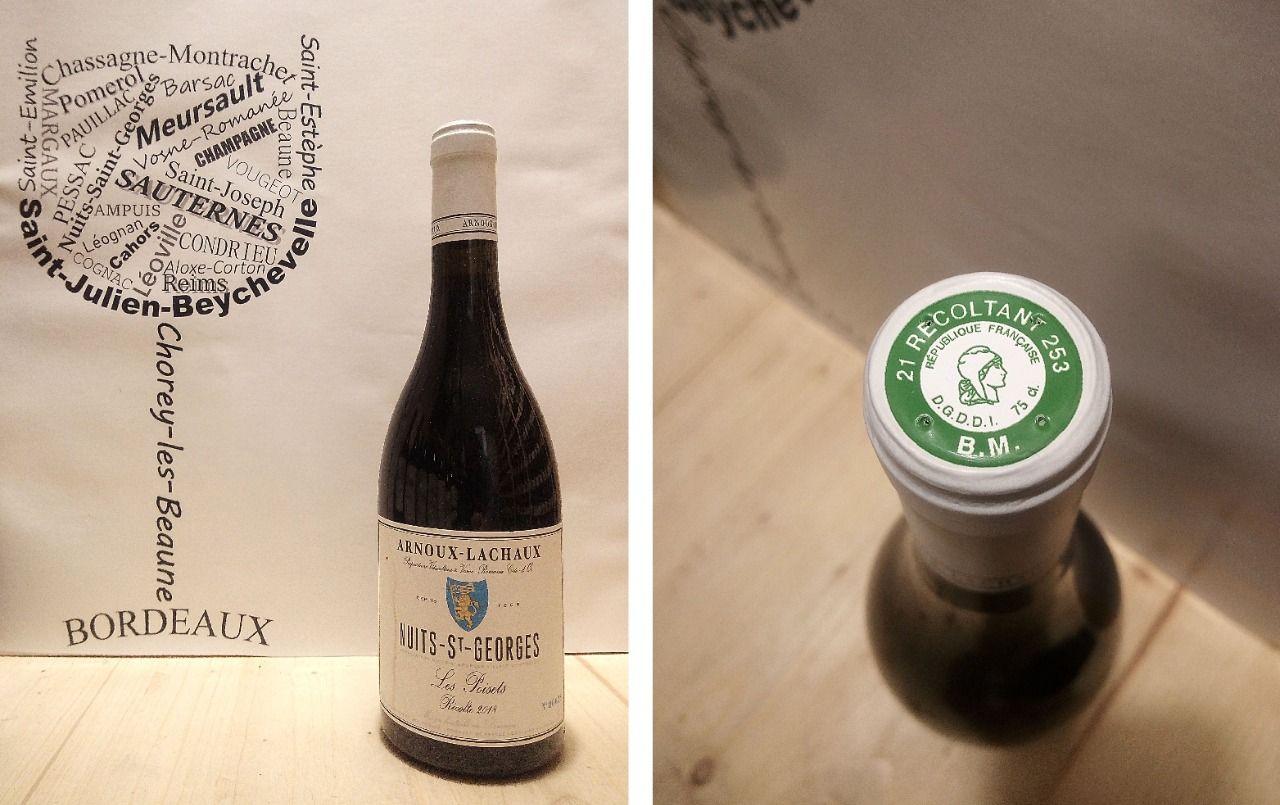 Saint-Emilion
Chassagne-Montrachet
Saint-Estèphe
MARGAUX
Pomerol
Barsac
PAUILLAC
Nuits-Saint-Georges
Meursault
Vosne-Romanée
CHAMPAGNE
Beaune
VOUGEOT
PESSAC
Saint-Joseph
SAUTERNES
AMPUIS
Léognan
Cahors
Léoville
CONDRIEU
COGNAC
Aloxe-Corton
Reims
Saint-Julien-Beychevelle
Chorey-les-Beaune
BORDEAUX
ARNOUX-LACHAUX
NUITS-ST-GEORGES
Les Poisets
Récolte 2014
21 RECOLTANT 253
RÉPUBLIQUE FRANÇAISE
D.G.D.D.I. 75 cl.
B.M.